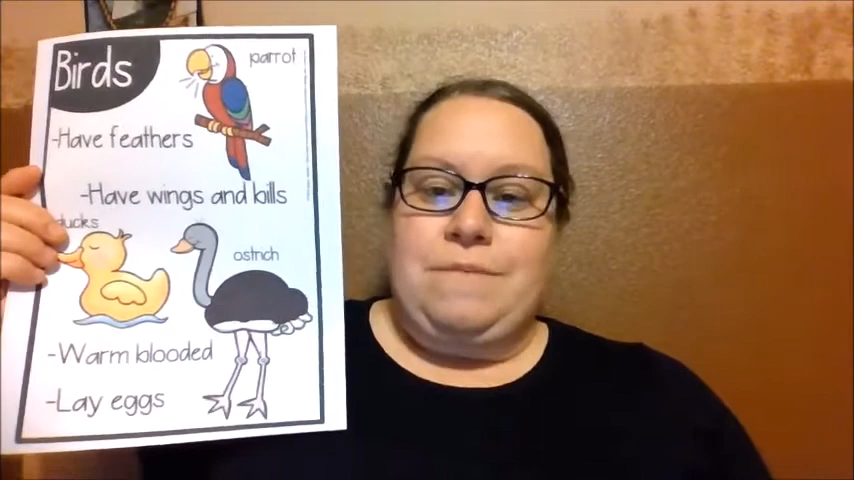 Birds
parrot
-Have feathers
-Have wings and bills
ducks
ostrich
-Warm blooded
-Lay eggs